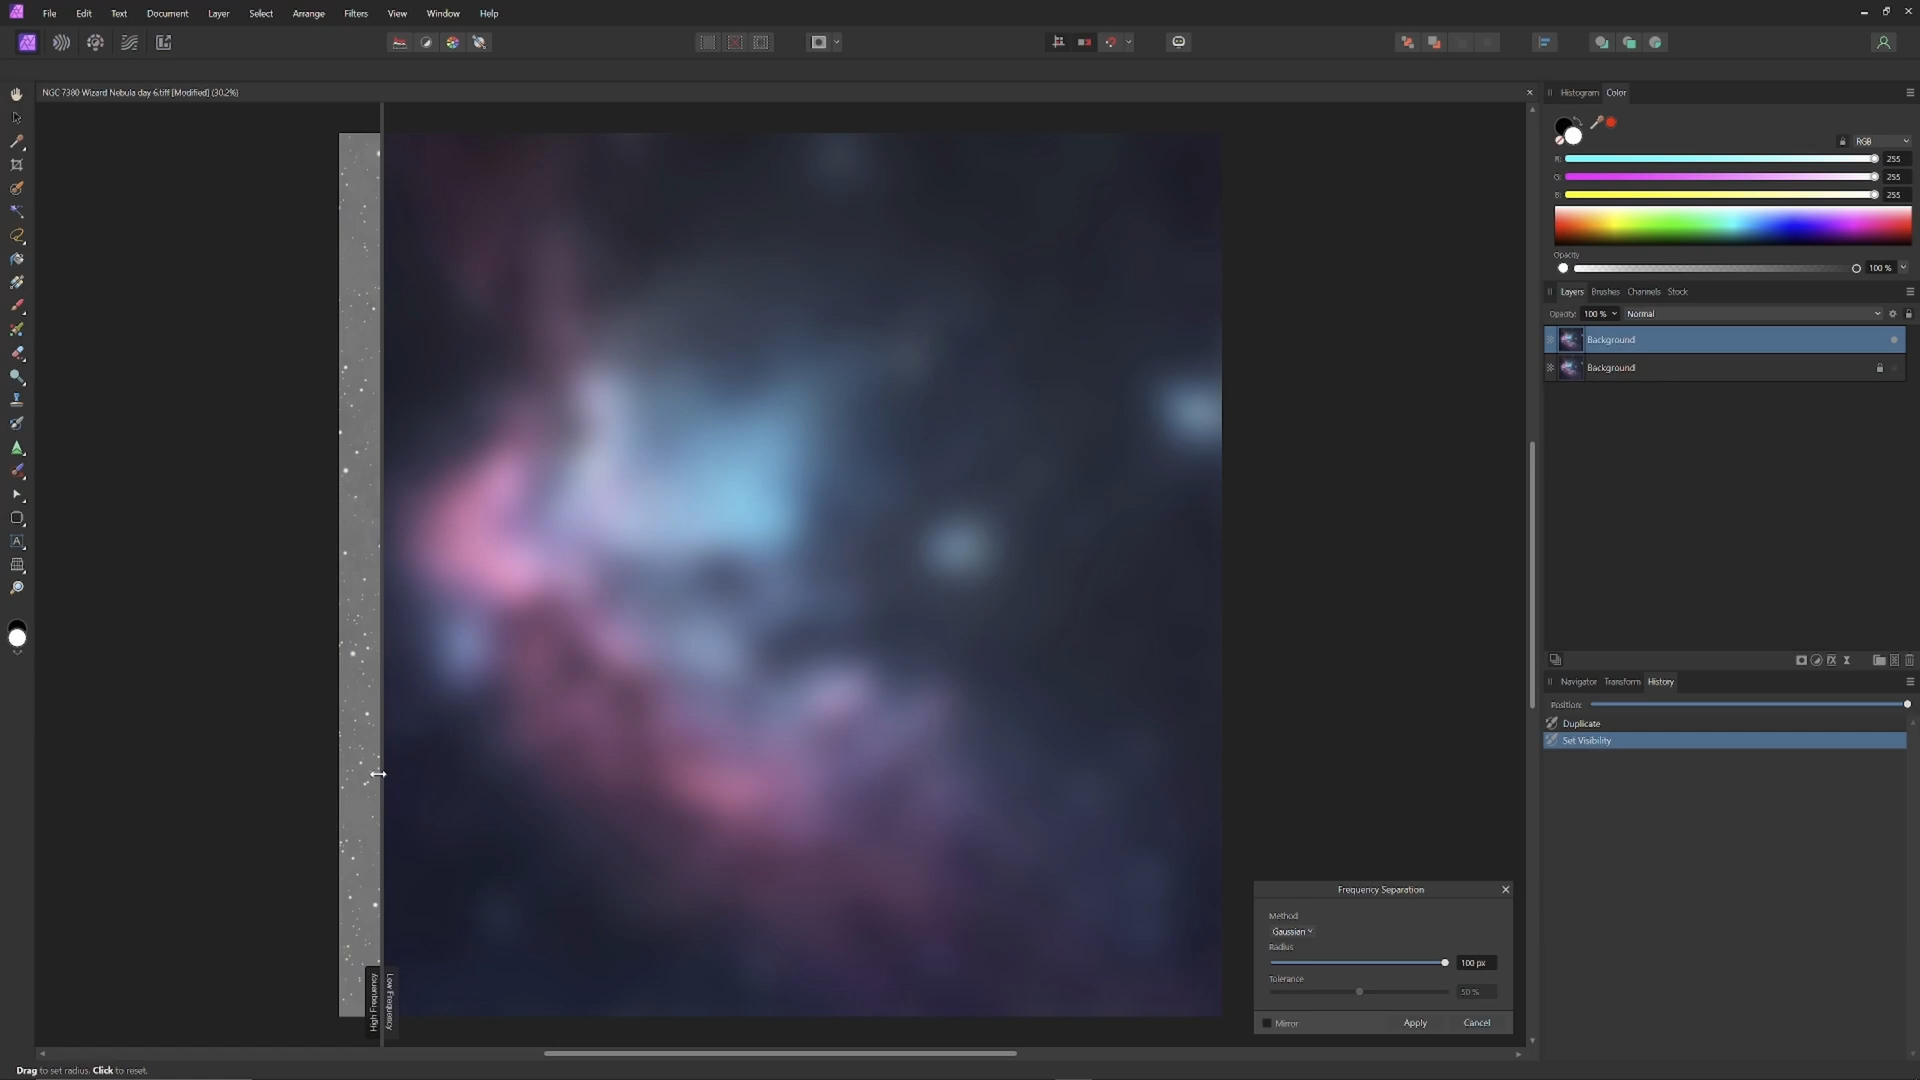 File Edit Text Document Layer Select Arrange Filters View Window Help
NGC 7380 Wizard Nebula day 6.tiff [Modified] (30.2%)
Histogram Color
RGB
R: 255
G: 255
B: 255
Opacity
100 %
Layers Brushes Channels Stock
Opacity: 100 % Normal
Background
Background
Navigator Transform History
Position:
Duplicate
Set Visibility
Frequency Separation
Method
Gaussian
Radius
100 px
Tolerance
50 %
Mirror Apply Cancel
High Frequency
Low Frequency
Drag to set radius. Click to reset.